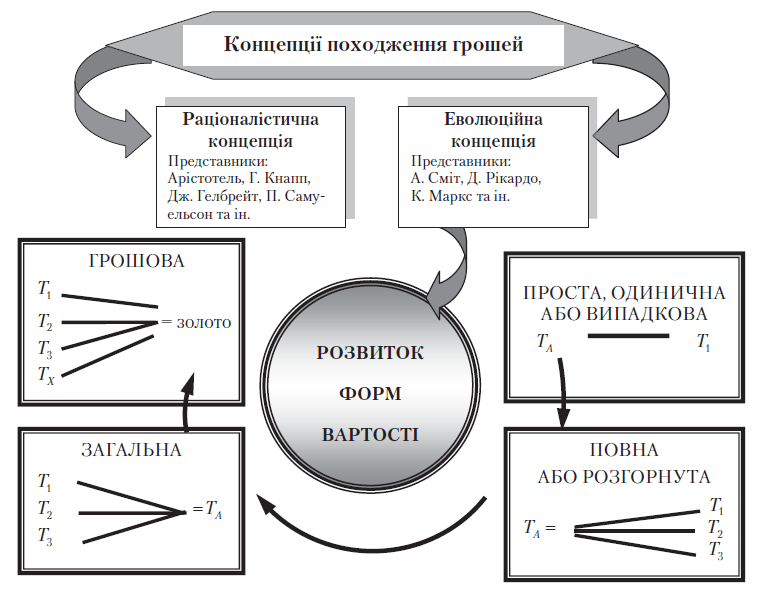 Концепції походження грошей
Раціоналістична
концепція
Представники:
Арістотель, Г. Кнапп,
Дж. Гелбрейт, П. Саму-
ельсон та ін.
Еволюційна
концепція
Представники:
А. Сміт, Д. Рікардо,
К. Маркс та ін.
ГРОШОВА
T1
T2
T3
TX
= золото
РОЗВИТОК
ФОРМ
ВАРТОСТІ
ПРОСТА, ОДИНИЧНА
АБО ВИПАДКОВА
TA T1
ЗАГАЛЬНА
T1
T2
T3
= TA
ПОВНА
АБО РОЗГОРНУТА
TA =
T1
T2
T3